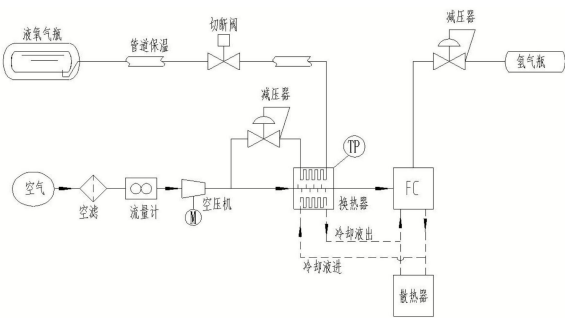 液氧气瓶
管道保温
切断阀
减压器
氢气瓶
减压器
TP
空气
空滤
流量计
M
空压机
换热器
FC
冷却液出
冷却液进
散热器